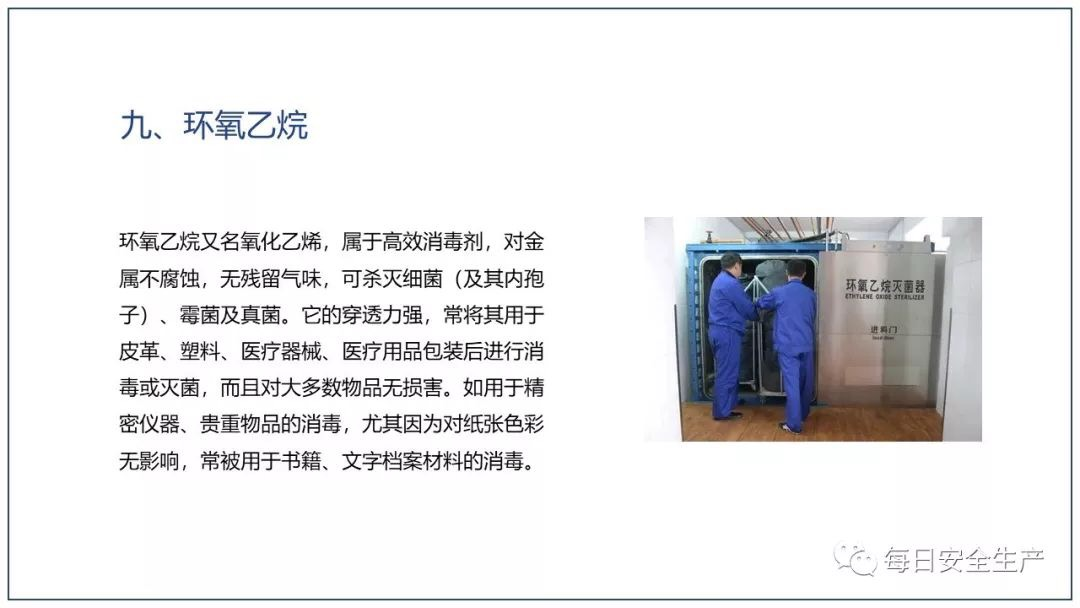 九、环氧乙烷
环氧乙烷又名氧化乙烯，属于高效消毒剂，对金
属不腐蚀，无残留气味，可杀灭细菌（及其内孢
子）、霉菌及真菌。它的穿透力强，常将其用于
皮革、塑料、医疗器械、医疗用品包装后进行消
毒或灭菌，而且对大多数物品无损害。如用于精
密仪器、贵重物品的消毒，尤其因为对纸张色彩
无影响，常被用于书籍、文字档案材料的消毒。
环氧乙烷灭菌器
ETHYLENE OXIDE STERILIZER
进料门
每日安全生产